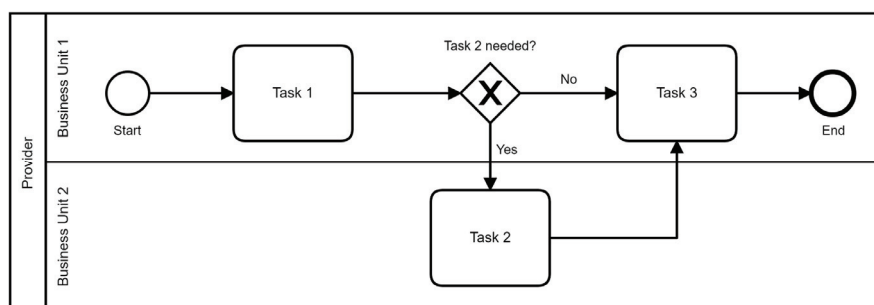 Provider
Business Unit 1
Start
Task 1
Task 2 needed?
No
Yes
Task 3
End
Business Unit 2
Task 2